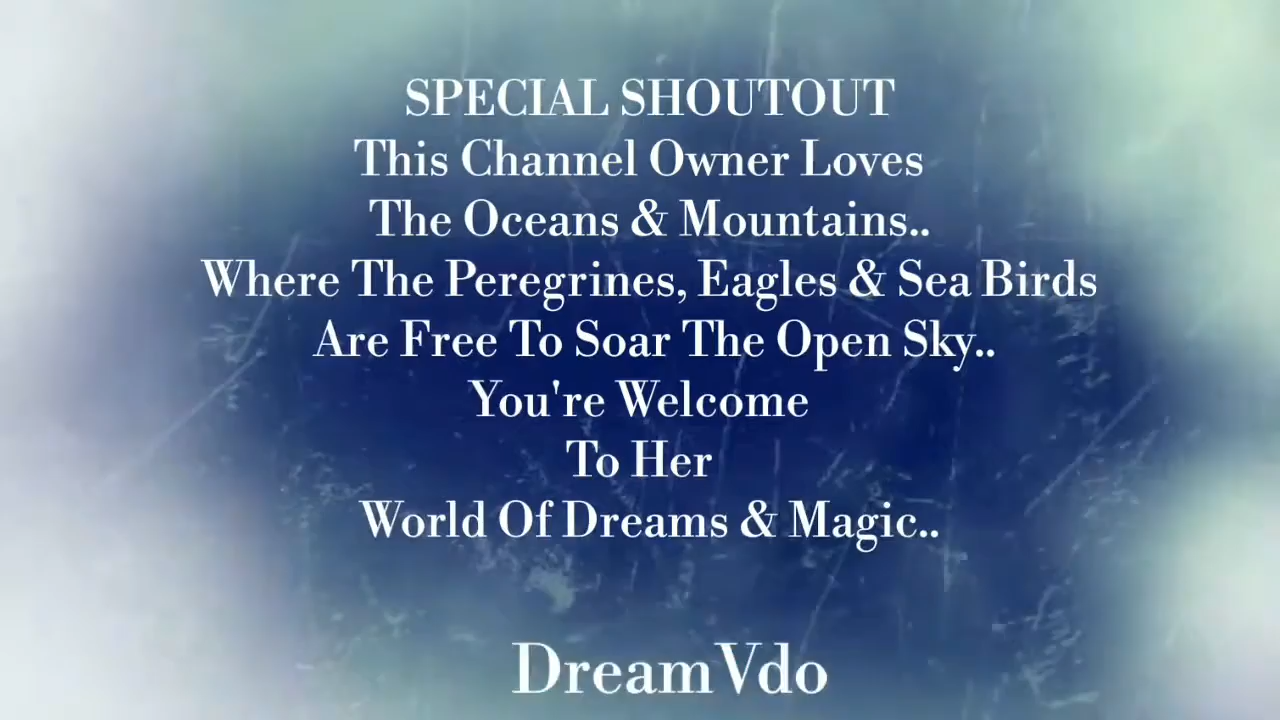 SPECIAL SHOUTOUT
This Channel Owner Loves
The Oceans & Mountains..
Where The Peregrines, Eagles & Sea Birds
Are Free To Soar The Open Sky..
You're Welcome
To Her
World Of Dreams & Magic..
DreamVdo